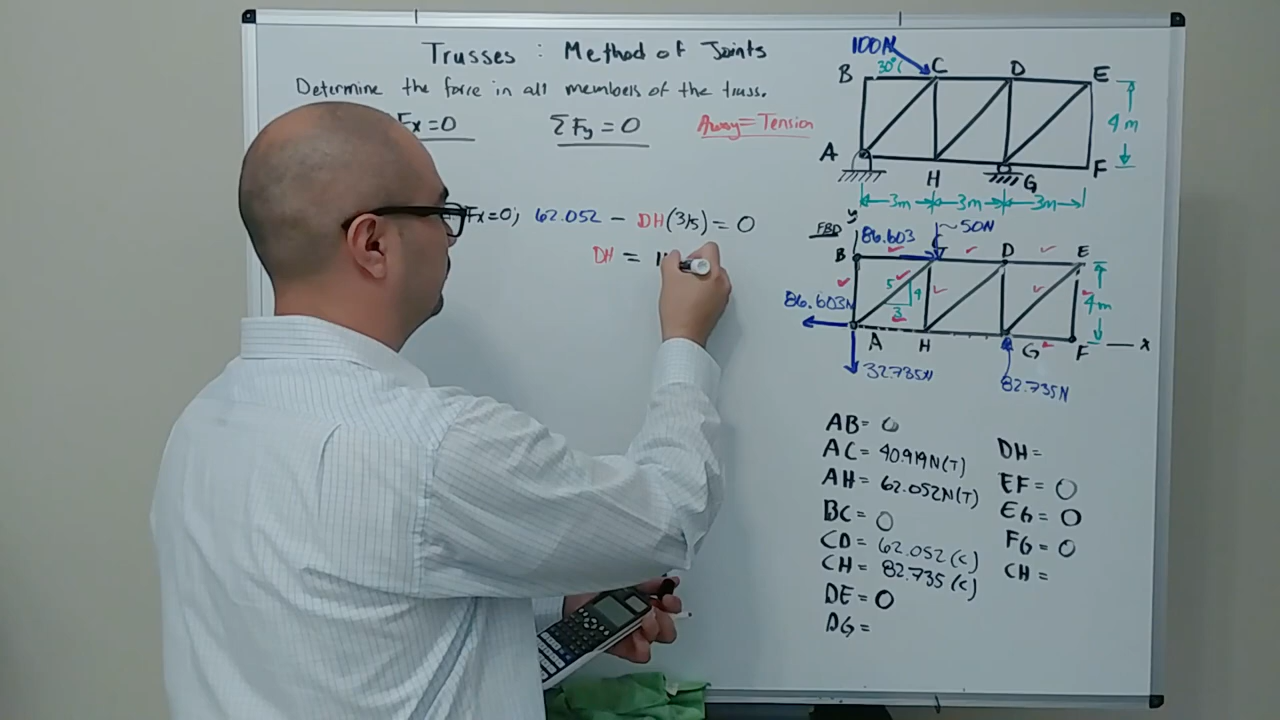 Trusses : Method of Joints
Determine the force in all members of the truss.
Fx = 0
ΣFy = 0
Away = Tension
Fx = 0; 62.052 − DH(3/5) = 0
DH = 1
100N
30°
B C D E
4 m
A H G F
3m 3m 3m
y
FBD
86.603
50N
B D E
5 4
3
4 m
86.603N
A H G F x
32.735N
82.735N
AB = 0
AC = 40.919N(T)
AH = 62.052N(T)
BC = 0
CD = 62.052 (C)
CH = 82.735 (C)
DE = 0
DG =
DH =
EF = 0
EG = 0
FG = 0
CH =